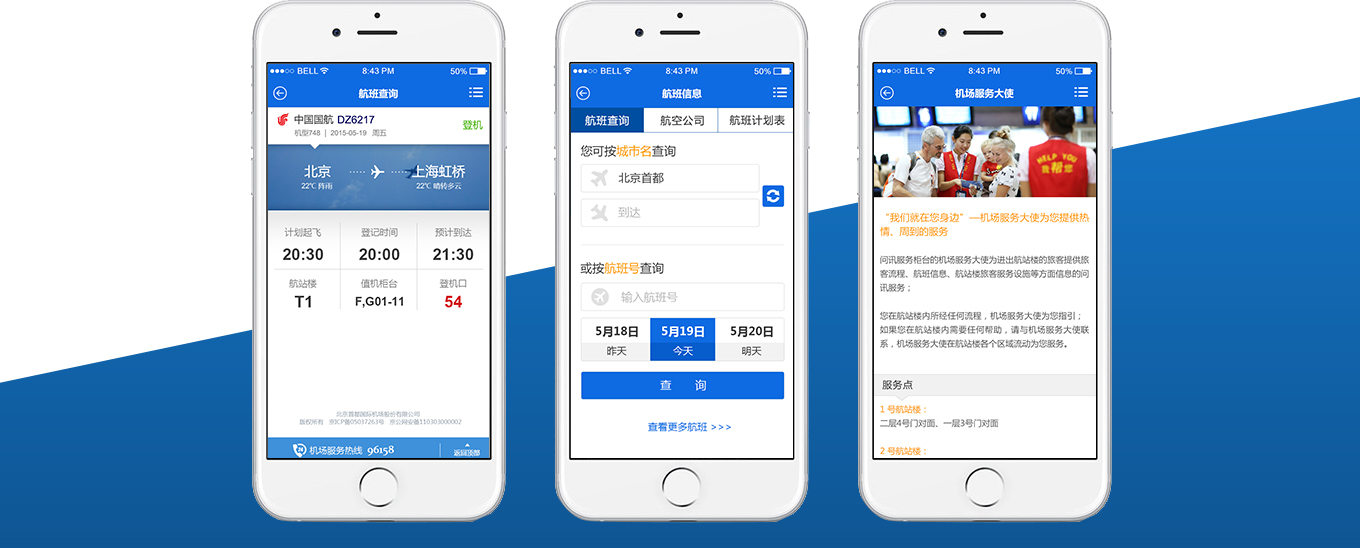 BELL 8:43 PM 50%
航班查询
中国国航 DZ6217
机型748 | 2015-05-19 周五
登机
北京 上海虹桥
22℃ 阵雨 22℃ 晴转多云
计划起飞 登记时间 预计到达
20:30 20:00 21:30
航站楼 值机柜台 登机口
T1 F,G01-11 54
北京首都国际机场股份有限公司
版权所有 京ICP备05037263号 京公网安备110303000002
24 机场服务热线 96158 返回顶部
BELL 8:43 PM 50%
航班信息
航班查询 航空公司 航班计划表
您可按城市名查询
北京首都
到达
或按航班号查询
输入航班号
5月18日 5月19日 5月20日
昨天 今天 明天
查 询
查看更多航班 >>>
BELL 8:43 PM 50%
机场服务大使
HELP YOU
我帮您
“我们就在您身边”—机场服务大使为您提供热
情、周到的服务
问讯服务柜台的机场服务大使为进出航站楼的旅客提供旅
客流程、航班信息、航站楼旅客服务设施等方面信息的问
讯服务；
您在航站楼内所经任何流程，机场服务大使为您指引；
如果您在航站楼内需要任何帮助，请与机场服务大使联
系，机场服务大使在航站楼各个区域流动为您服务。
服务点
1 号航站楼：
二层4号门对面、一层3号门对面
2 号航站楼：